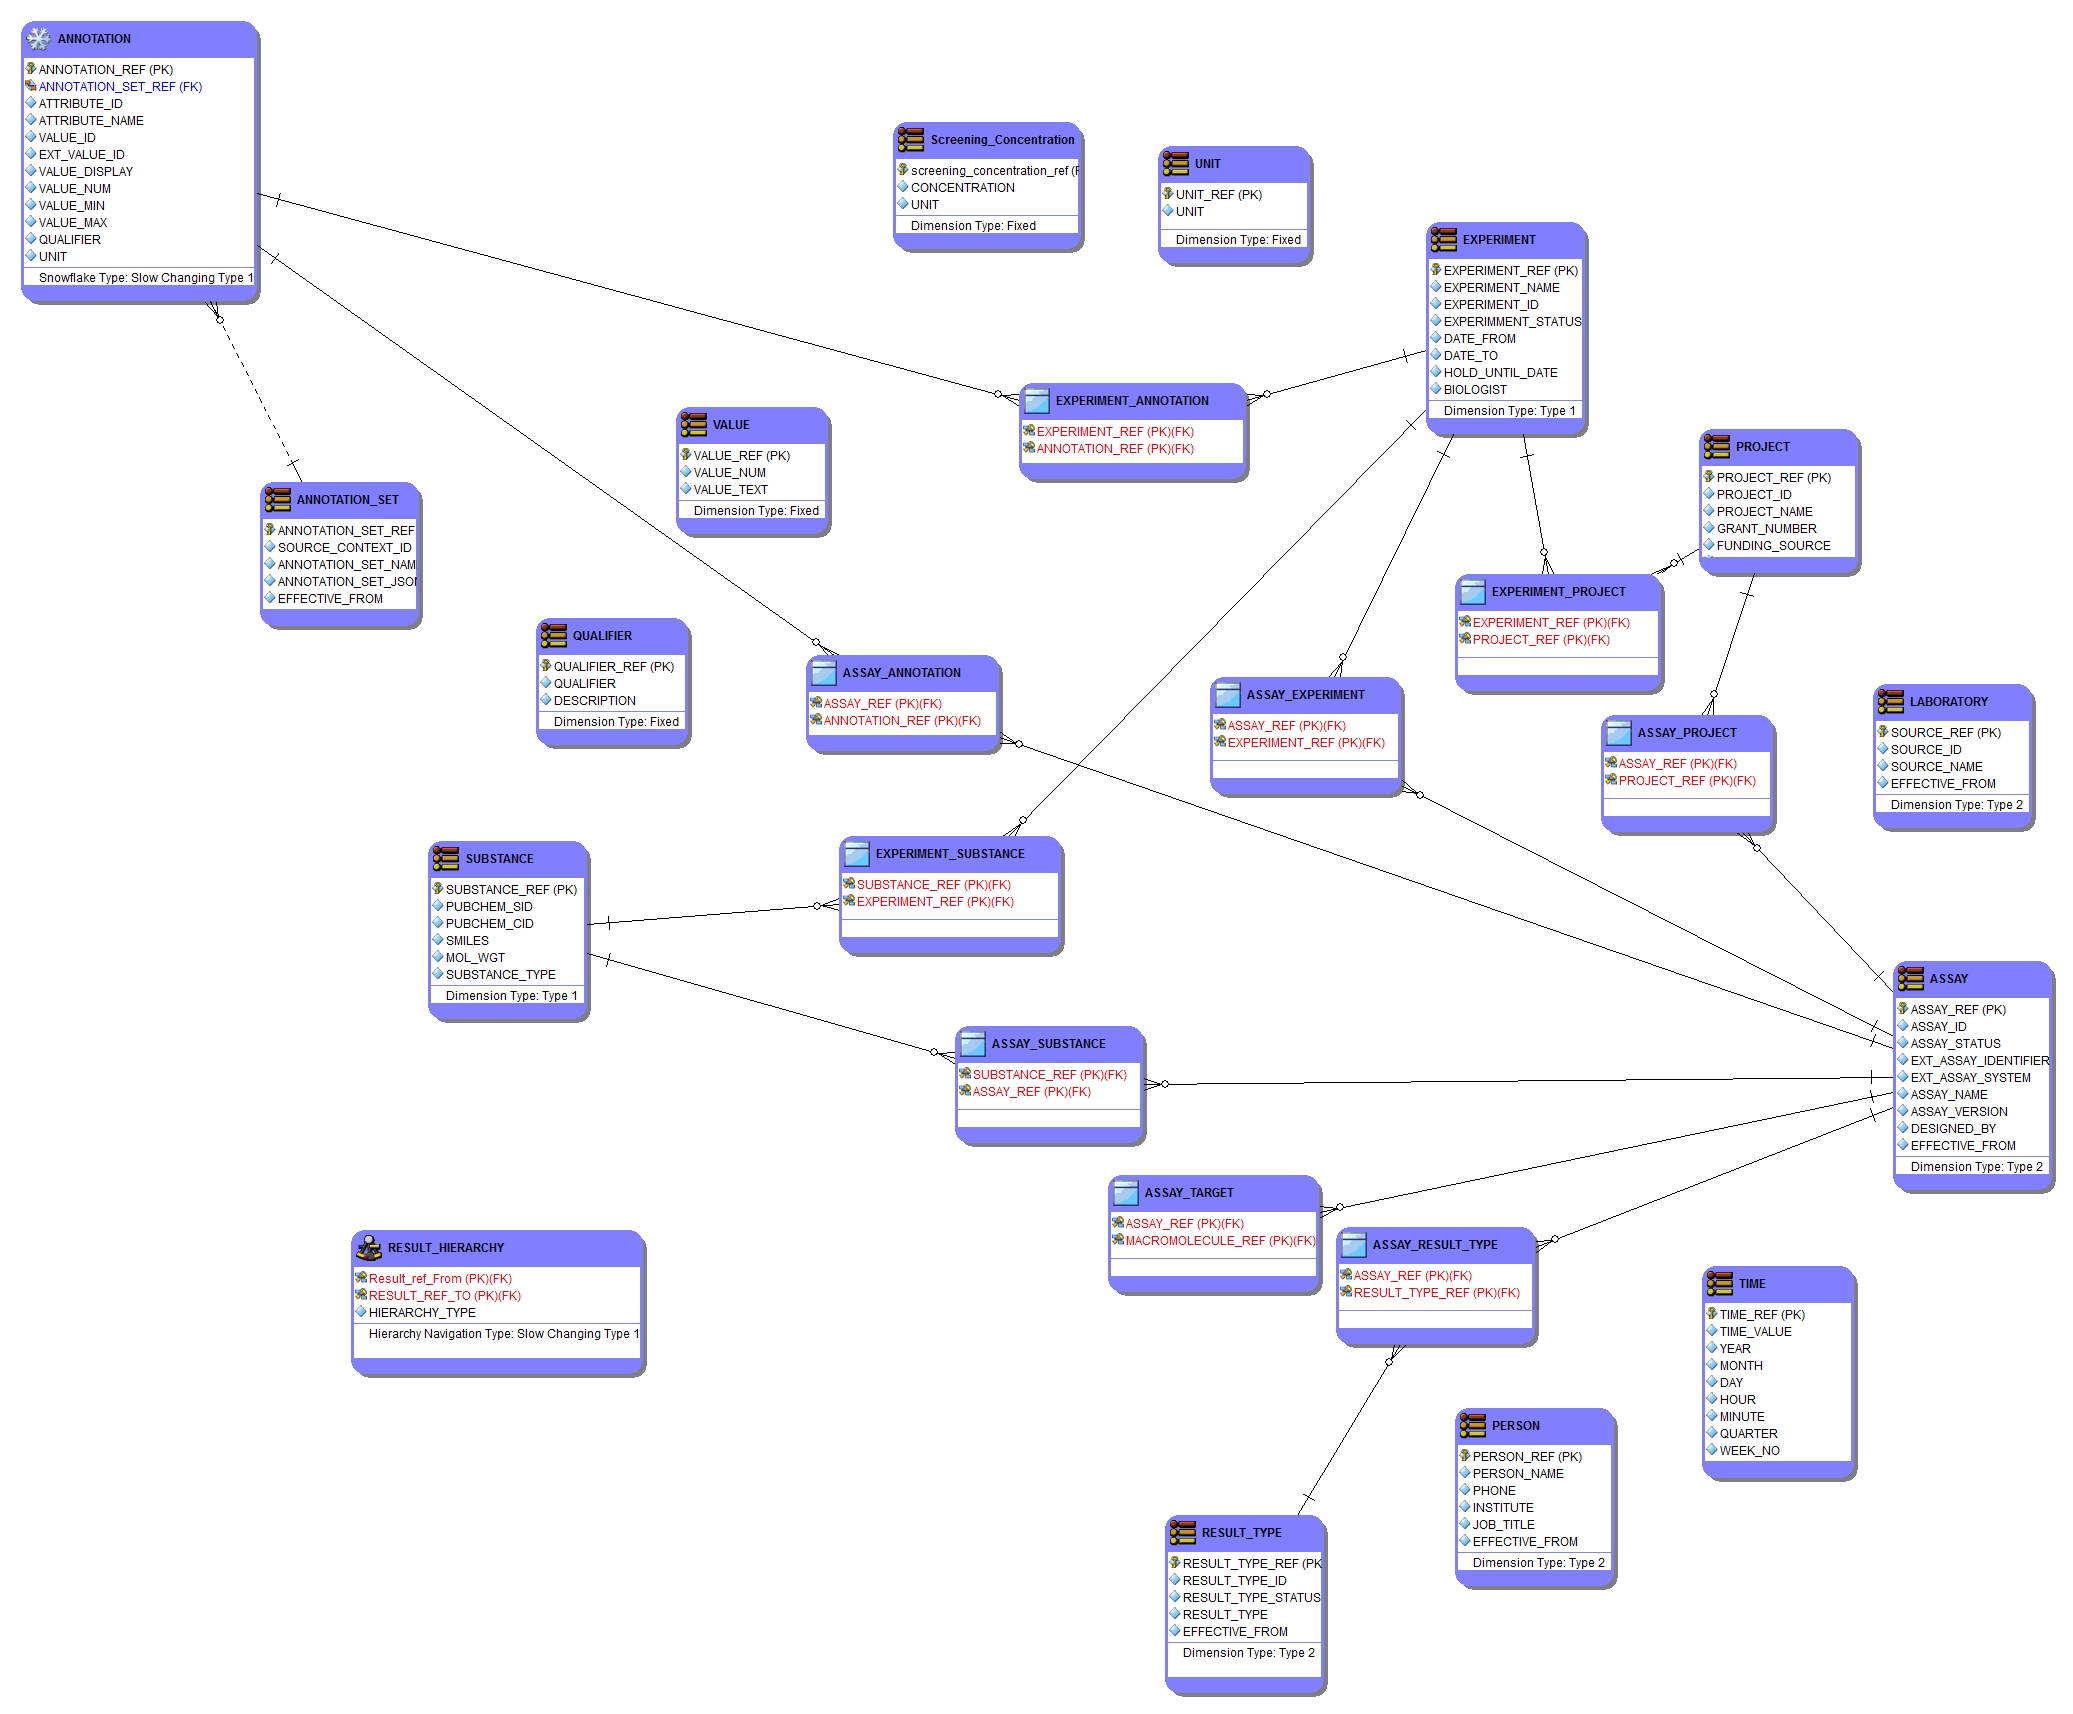 ANNOTATION
ANNOTATION_REF (PK)
ANNOTATION_SET_REF (FK)
ATTRIBUTE_ID
ATTRIBUTE_NAME
VALUE_ID
EXT_VALUE_ID
VALUE_DISPLAY
VALUE_NUM
VALUE_MIN
VALUE_MAX
QUALIFIER
UNIT
Snowflake Type: Slow Changing Type 1
Screening_Concentration
screening_concentration_ref (
CONCENTRATION
UNIT
Dimension Type: Fixed
UNIT
UNIT_REF (PK)
UNIT
Dimension Type: Fixed
EXPERIMENT
EXPERIMENT_REF (PK)
EXPERIMENT_NAME
EXPERIMENT_ID
EXPERIMMENT_STATUS
DATE_FROM
DATE_TO
HOLD_UNTIL_DATE
BIOLOGIST
Dimension Type: Type 1
EXPERIMENT_ANNOTATION
EXPERIMENT_REF (PK)(FK)
ANNOTATION_REF (PK)(FK)
VALUE
VALUE_REF (PK)
VALUE_NUM
VALUE_TEXT
Dimension Type: Fixed
PROJECT
PROJECT_REF (PK)
PROJECT_ID
PROJECT_NAME
GRANT_NUMBER
FUNDING_SOURCE
ANNOTATION_SET
ANNOTATION_SET_REF
SOURCE_CONTEXT_ID
ANNOTATION_SET_NAM
ANNOTATION_SET_JSO
EFFECTIVE_FROM
EXPERIMENT_PROJECT
EXPERIMENT_REF (PK)(FK)
PROJECT_REF (PK)(FK)
QUALIFIER
QUALIFIER_REF (PK)
QUALIFIER
DESCRIPTION
Dimension Type: Fixed
ASSAY_ANNOTATION
ASSAY_REF (PK)(FK)
ANNOTATION_REF (PK)(FK)
ASSAY_EXPERIMENT
ASSAY_REF (PK)(FK)
EXPERIMENT_REF (PK)(FK)
ASSAY_PROJECT
ASSAY_REF (PK)(FK)
PROJECT_REF (PK)(FK)
LABORATORY
SOURCE_REF (PK)
SOURCE_ID
SOURCE_NAME
EFFECTIVE_FROM
Dimension Type: Type 2
SUBSTANCE
SUBSTANCE_REF (PK)
PUBCHEM_SID
PUBCHEM_CID
SMILES
MOL_WGT
SUBSTANCE_TYPE
Dimension Type: Type 1
EXPERIMENT_SUBSTANCE
SUBSTANCE_REF (PK)(FK)
EXPERIMENT_REF (PK)(FK)
ASSAY
ASSAY_REF (PK)
ASSAY_ID
ASSAY_STATUS
EXT_ASSAY_IDENTIFIER
EXT_ASSAY_SYSTEM
ASSAY_NAME
ASSAY_VERSION
DESIGNED_BY
EFFECTIVE_FROM
Dimension Type: Type 2
ASSAY_SUBSTANCE
SUBSTANCE_REF (PK)(FK)
ASSAY_REF (PK)(FK)
ASSAY_TARGET
ASSAY_REF (PK)(FK)
MACROMOLECULE_REF (PK)(FK)
ASSAY_RESULT_TYPE
ASSAY_REF (PK)(FK)
RESULT_TYPE_REF (PK)(FK)
RESULT_HIERARCHY
Result_ref_From (PK)(FK)
RESULT_REF_TO (PK)(FK)
HIERARCHY_TYPE
Hierarchy Navigation Type: Slow Changing Type 1
TIME
TIME_REF (PK)
TIME_VALUE
YEAR
MONTH
DAY
HOUR
MINUTE
QUARTER
WEEK_NO
PERSON
PERSON_REF (PK)
PERSON_NAME
PHONE
INSTITUTE
JOB_TITLE
EFFECTIVE_FROM
Dimension Type: Type 2
RESULT_TYPE
RESULT_TYPE_REF (PK
RESULT_TYPE_ID
RESULT_TYPE_STATUS
RESULT_TYPE
EFFECTIVE_FROM
Dimension Type: Type 2